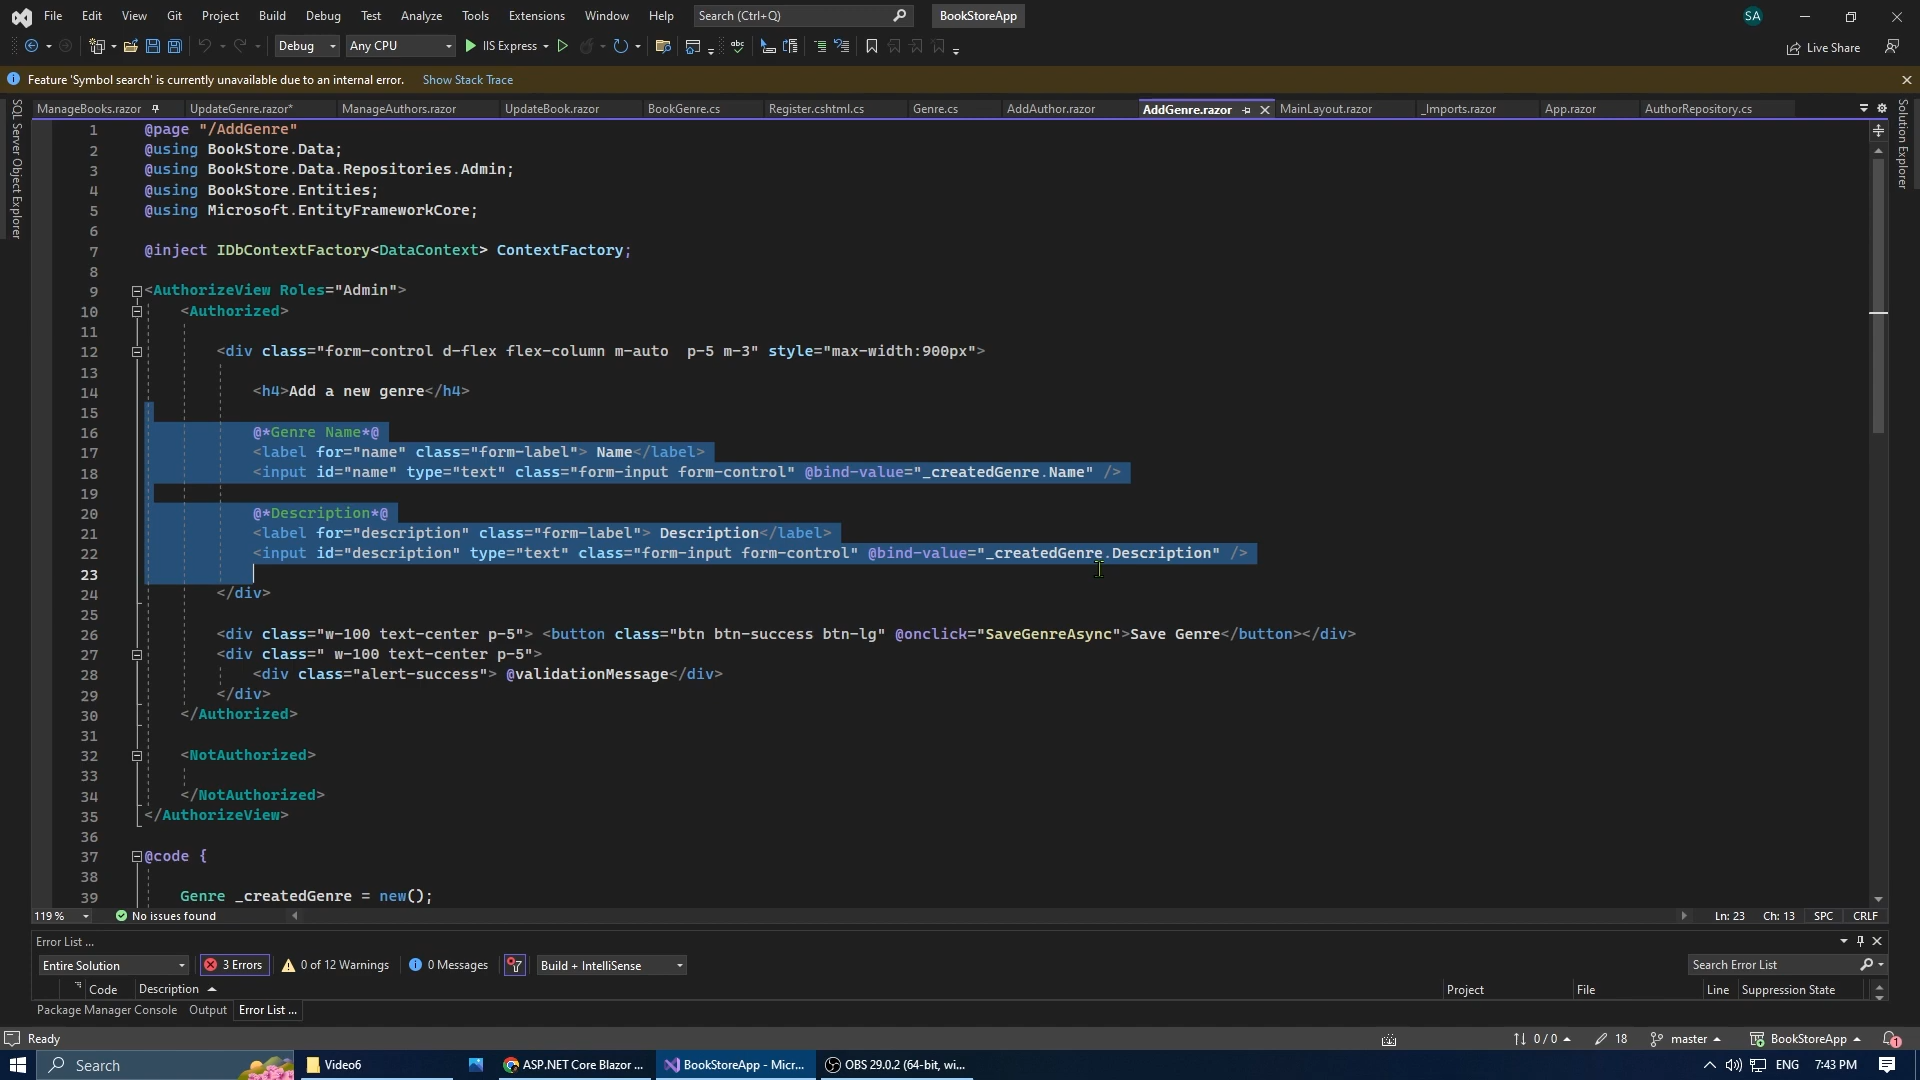 File Edit View Git Project Build Debug Test Analyze Tools Extensions Window Help Search (Ctrl+Q) BookStoreApp SA
Debug Any CPU IIS Express Live Share
Feature 'Symbol search' is currently unavailable due to an internal error. Show Stack Trace
ManageBooks.razor UpdateGenre.razor* ManageAuthors.razor UpdateBook.razor BookGenre.cs Register.cshtml.cs Genre.cs AddAuthor.razor AddGenre.razor MainLayout.razor _Imports.razor App.razor AuthorRepository.cs
SQL Server Object Explorer
Solution Explorer
1 @page "/AddGenre"
2 @using BookStore.Data;
3 @using BookStore.Data.Repositories.Admin;
4 @using BookStore.Entities;
5 @using Microsoft.EntityFrameworkCore;
6
7 @inject IDbContextFactory<DataContext> ContextFactory;
8
9 <AuthorizeView Roles="Admin">
10 <Authorized>
11
12 <div class="form-control d-flex flex-column m-auto  p-5 m-3" style="max-width:900px">
13
14 <h4>Add a new genre</h4>
15
16 @*Genre Name*@
17 <label for="name" class="form-label"> Name</label>
18 <input id="name" type="text" class="form-input form-control" @bind-value="_createdGenre.Name" />
19
20 @*Description*@
21 <label for="description" class="form-label"> Description</label>
22 <input id="description" type="text" class="form-input form-control" @bind-value="_createdGenre.Description" />
23
24 </div>
25
26 <div class="w-100 text-center p-5"> <button class="btn btn-success btn-lg" @onclick="SaveGenreAsync">Save Genre</button></div>
27 <div class=" w-100 text-center p-5">
28 <div class="alert-success"> @validationMessage</div>
29 </div>
30 </Authorized>
31
32 <NotAuthorized>
33
34 </NotAuthorized>
35 </AuthorizeView>
36
37 @code {
38
39 Genre _createdGenre = new();
119 % No issues found Ln: 23 Ch: 13 SPC CRLF
Error List ...
Entire Solution 3 Errors 0 of 12 Warnings 0 Messages Build + IntelliSense Search Error List
Code Description Project File Line Suppression State
Package Manager Console Output Error List ...
Ready 0 / 0 18 master BookStoreApp 1
Search Video6 ASP.NET Core Blazor ... BookStoreApp - Micr... OBS 29.0.2 (64-bit, wi... ENG 7:43 PM